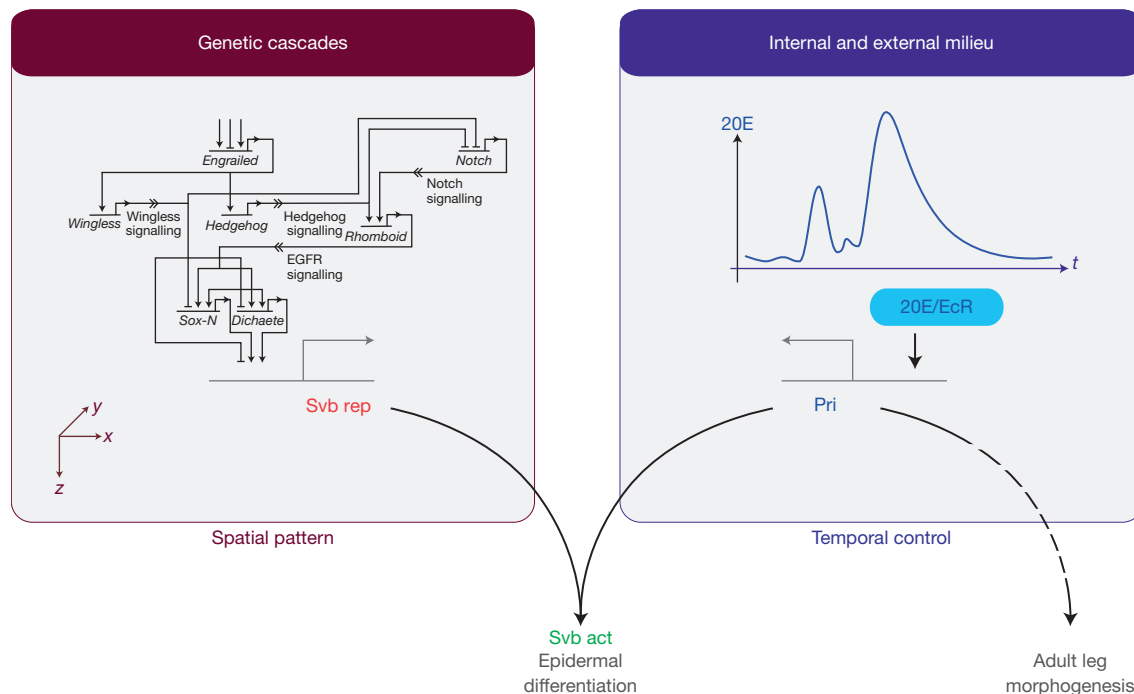 Genetic cascades
Engrailed
Notch
Wingless
Wingless
signalling
Hedgehog
Hedgehog
signalling
Rhomboid
Notch
signalling
EGFR
signalling
Sox-N
Dichaete
Svb rep
y
x
z
Spatial pattern
Internal and external milieu
20E
t
20E/EcR
Pri
Temporal control
Svb act
Epidermal
differentiation
Adult leg
morphogenesis